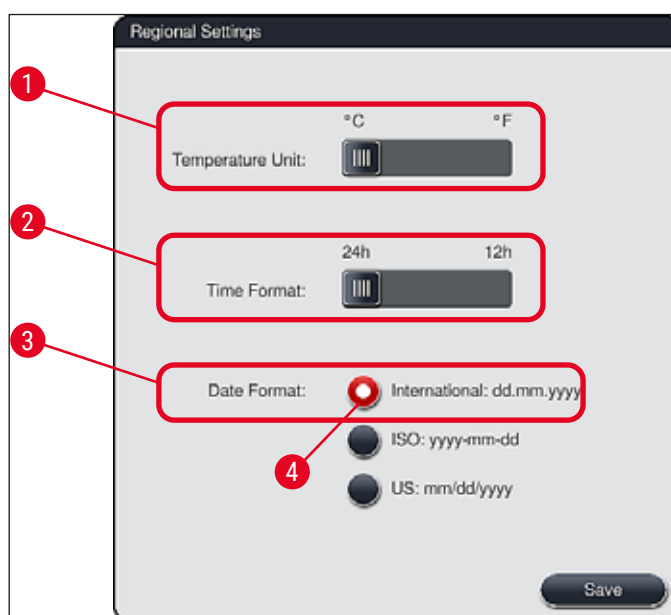 Regional Settings
1
°C °F
Temperature Unit:
2
24h 12h
Time Format:
3
Date Format: International: dd.mm.yyyy
4
ISO: yyyy-mm-dd
US: mm/dd/yyyy
Save